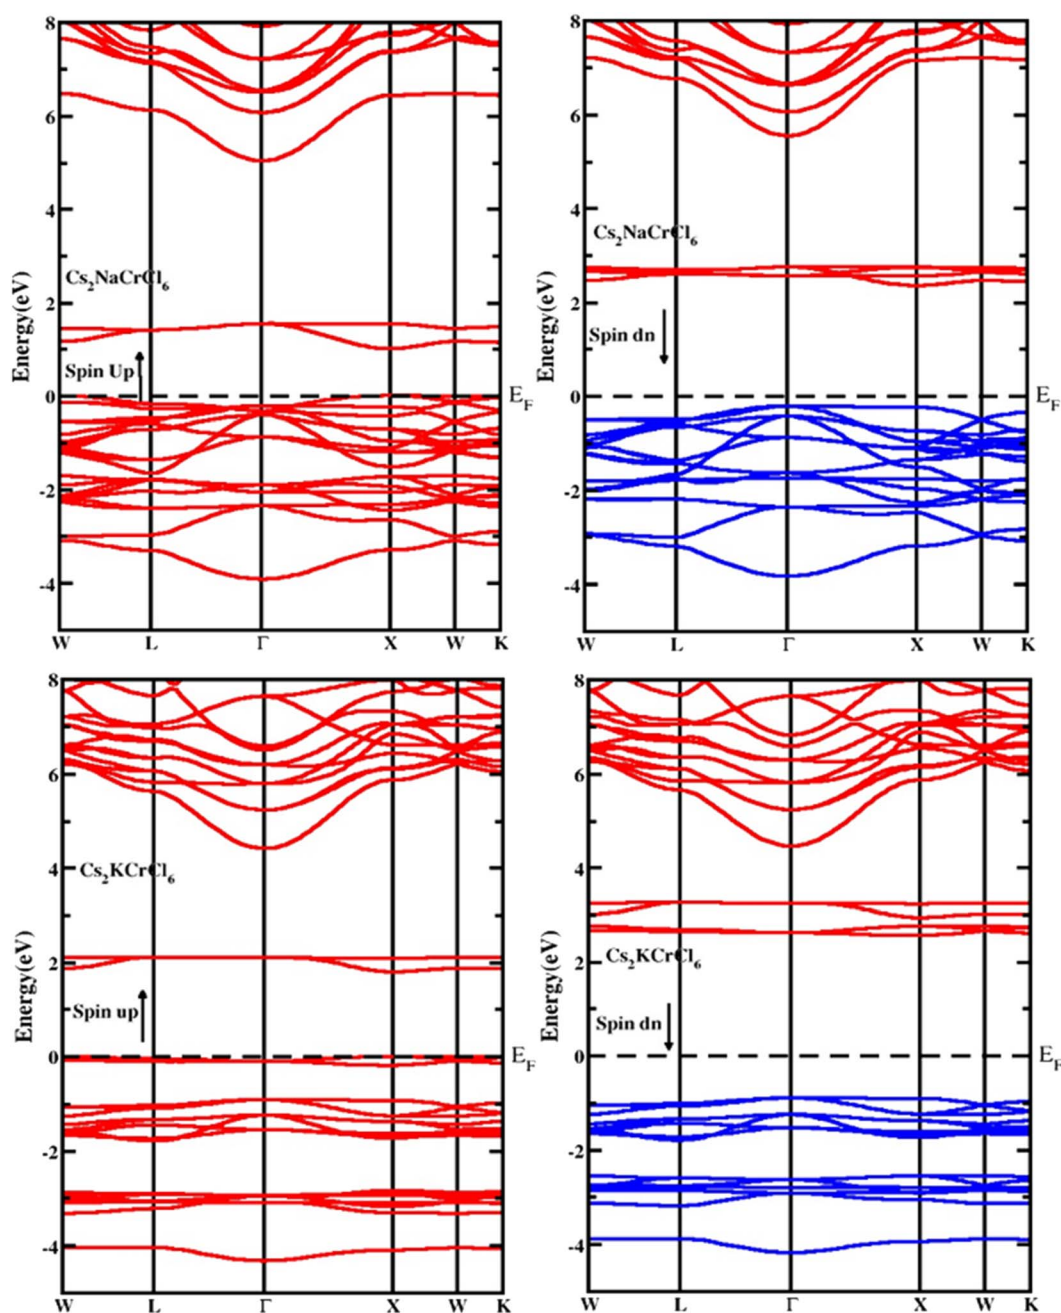 8
6
4
2
0
-2
-4
Energy(eV)
Cs₂NaCrCl₆
Spin Up
E_F
W L Γ X W K
8
6
4
2
0
-2
-4
Energy(eV)
Cs₂NaCrCl₆
Spin dn
E_F
W L Γ X W K
8
6
4
2
0
-2
-4
Energy(eV)
Cs₂KCrCl₆
Spin up
E_F
W L Γ X W K
8
6
4
2
0
-2
-4
Energy(eV)
Cs₂KCrCl₆
Spin dn
E_F
W L Γ X W K